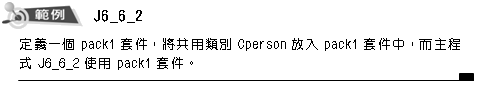 範例 J6_6_2
定義一個 pack1 套件，將共用類別 Cperson 放入 pack1 套件中，而主程
式 J6_6_2 使用 pack1 套件。